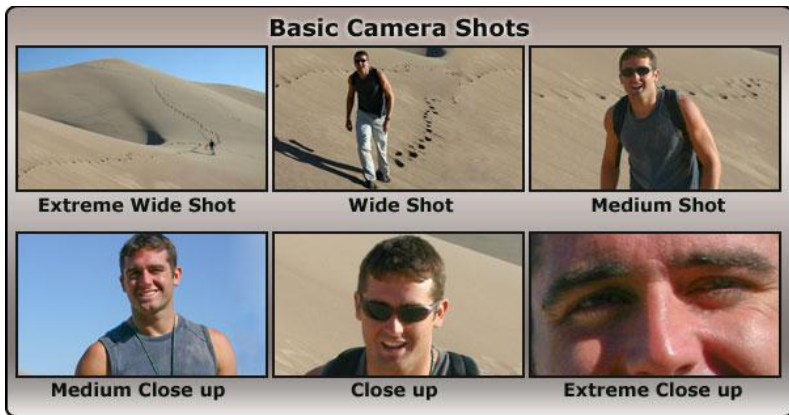 Basic Camera Shots
Extreme Wide Shot
Wide Shot
Medium Shot
Medium Close up
Close up
Extreme Close up